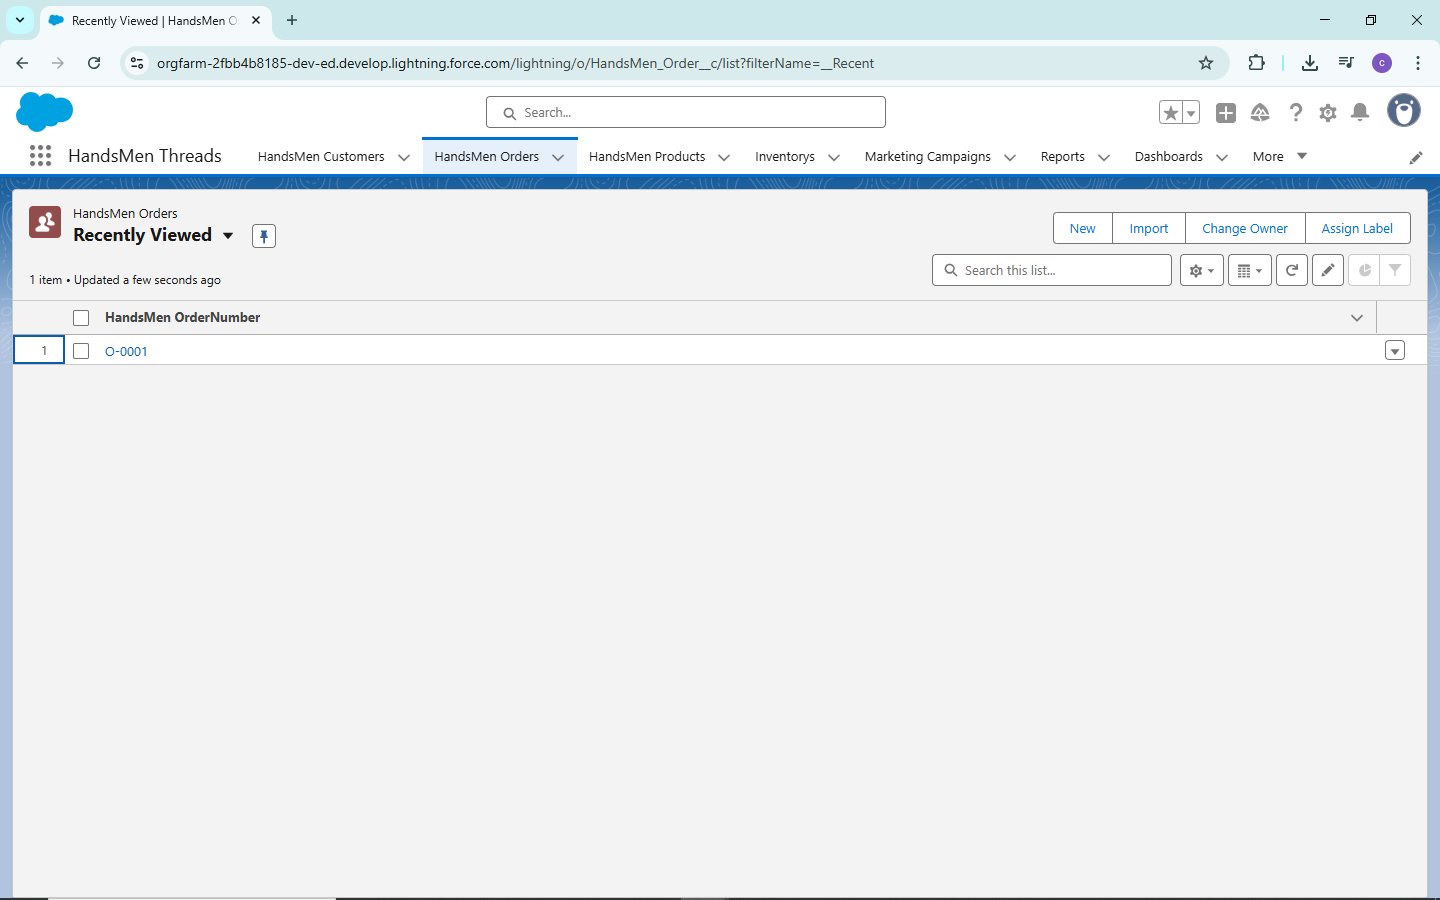 Recently Viewed | HandsMen O
orgfarm-2fbb4b8185-dev-ed.develop.lightning.force.com/lightning/o/HandsMen_Order__c/list?filterName=__Recent
c
Search...
HandsMen Threads
HandsMen Customers
HandsMen Orders
HandsMen Products
Inventorys
Marketing Campaigns
Reports
Dashboards
More
HandsMen Orders
Recently Viewed
New
Import
Change Owner
Assign Label
1 item • Updated a few seconds ago
Search this list...
HandsMen OrderNumber
1
O-0001